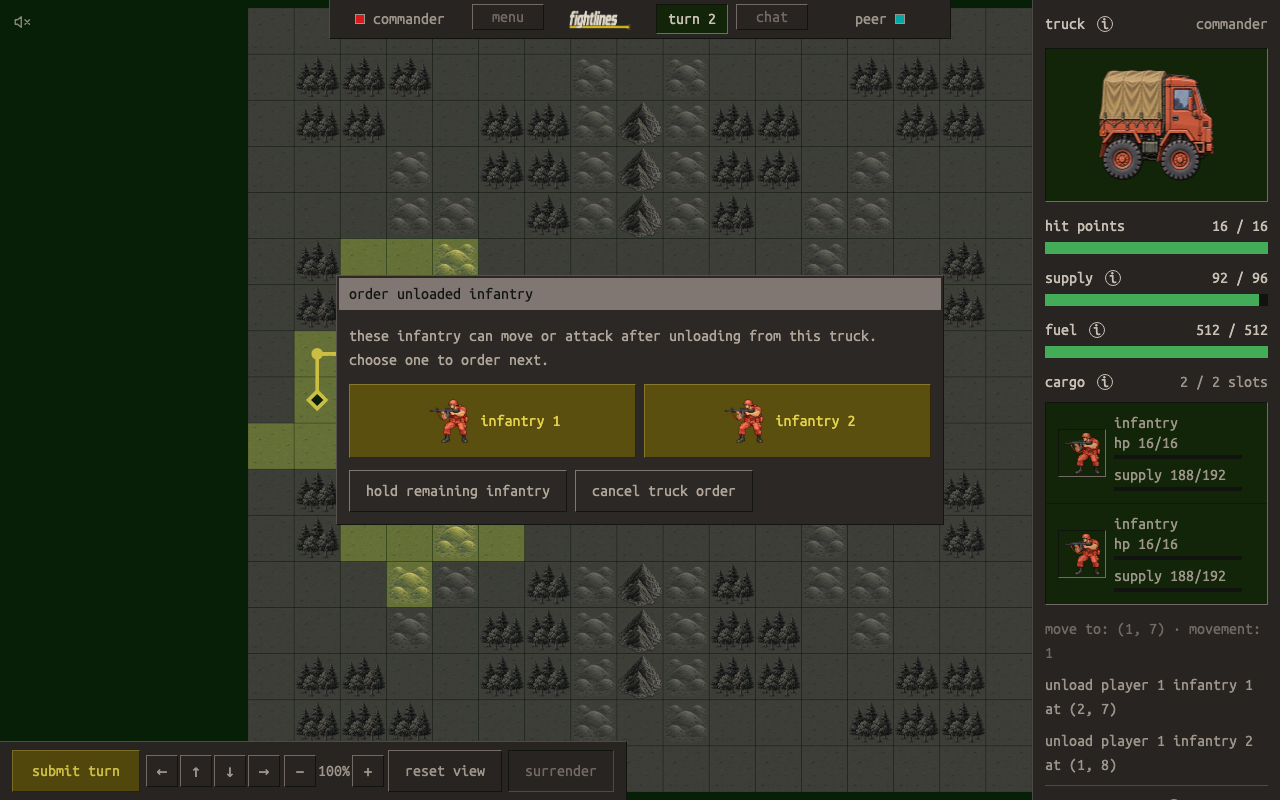 commander
menu
fightlines
turn 2
chat
peer
truck i
commander
hit points 16 / 16
supply i 92 / 96
fuel i 512 / 512
cargo i 2 / 2 slots
infantry
hp 16/16
supply 188/192
infantry
hp 16/16
supply 188/192
move to: (1, 7) · movement:
1
unload player 1 infantry 1
at (2, 7)
unload player 1 infantry 2
at (1, 8)
order unloaded infantry
these infantry can move or attack after unloading from this truck.
choose one to order next.
infantry 1
infantry 2
hold remaining infantry
cancel truck order
submit turn
← ↑ ↓ → − 100% +
reset view
surrender